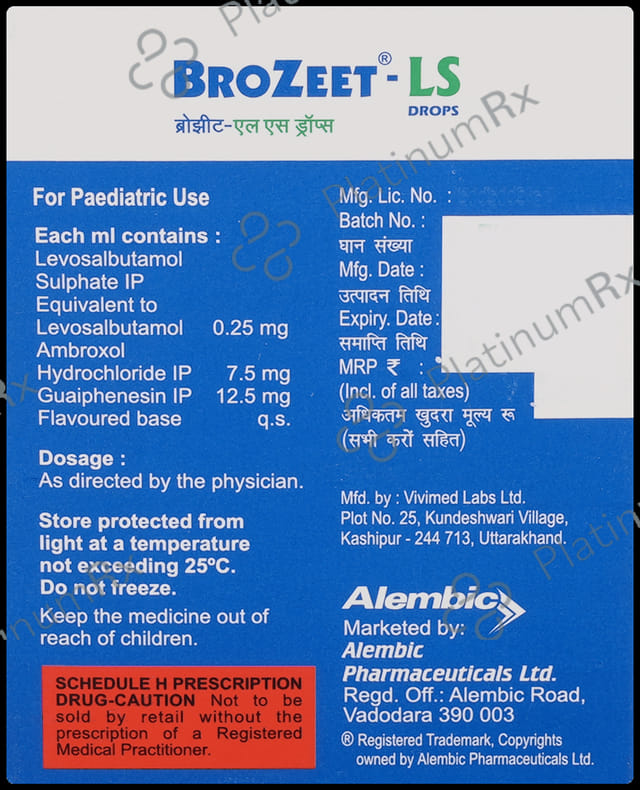 BROZEET®-LS
DROPS
ब्रोझीट-एल एस ड्रॉप्स
For Paediatric Use
Each ml contains :
Levosalbutamol
Sulphate IP
Equivalent to
Levosalbutamol 0.25 mg
Ambroxol
Hydrochloride IP 7.5 mg
Guaiphenesin IP 12.5 mg
Flavoured base q.s.
Dosage :
As directed by the physician.
Store protected from
light at a temperature
not exceeding 25ºC.
Do not freeze.
Keep the medicine out of
reach of children.
SCHEDULE H PRESCRIPTION
DRUG-CAUTION Not to be
sold by retail without the
prescription of a Registered
Medical Practitioner.
Mfg. Lic. No. :
Batch No. :
घान संख्या
Mfg. Date :
उत्पादन तिथि
Expiry. Date :
समाप्ति तिथि
MRP ₹ :
(Incl. of all taxes)
अधिकतम खुदरा मूल्य रू
(सभी करों सहित)
Mfd. by : Vivimed Labs Ltd.
Plot No. 25, Kundeshwari Village,
Kashipur - 244 713, Uttarakhand.
Alembic
Marketed by:
Alembic
Pharmaceuticals Ltd.
Regd. Off.: Alembic Road,
Vadodara 390 003
® Registered Trademark, Copyrights
owned by Alembic Pharmaceuticals Ltd.
PlatinumRx
PlatinumRx
PlatinumRx
PlatinumRx